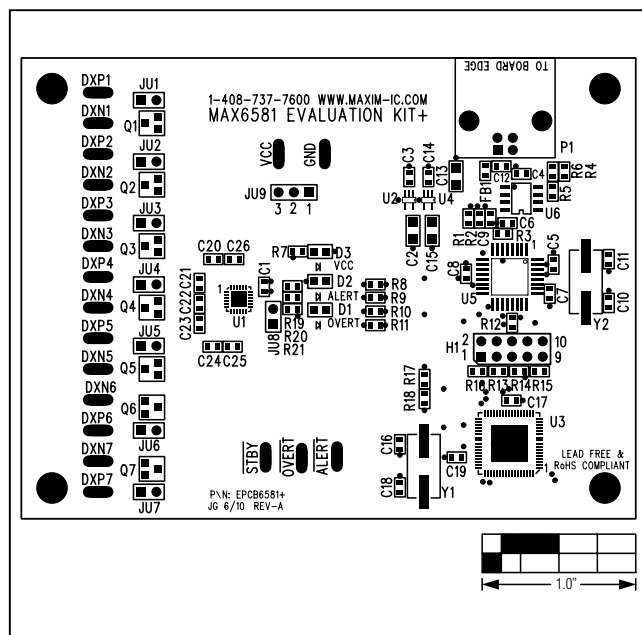 TO BOARD EDGE
1-408-737-7600 WWW.MAXIM-IC.COM
MAX6581 EVALUATION KIT+
DXP1
JU1
DXN1
Q1
DXP2
JU2
DXN2
Q2
DXP3
JU3
DXN3
Q3
DXP4
JU4
DXN4
Q4
DXP5
JU5
DXN5
Q5
DXN6
Q6
DXP6
JU6
DXN7
Q7
DXP7
JU7
VCC
GND
JU9
3 2 1
C20 C26
C21
C22
C23
1
U1
C24 C25
C1
R7
D3
VCC
D2
ALERT
D1
OVERT
R19
R20
R21
JU8
R8
R9
R10
R11
C3
C14
C13
U2
U4
C2
C15
P1
FB1
C12
C4
R6
R4
R5
U6
R1
R2
C9
C6
R3
1
C8
C5
U5
C7
C11
C10
Y2
R12
H1
2
1
10
9
R16 R13 R14 R15
R17
R18
C17
U3
1
C16
C18
C19
Y1
STBY
OVERT
ALERT
LEAD FREE &
RoHS COMPLIANT
P\N: EPCB6581+
JG 6/10 REV-A
1.0"